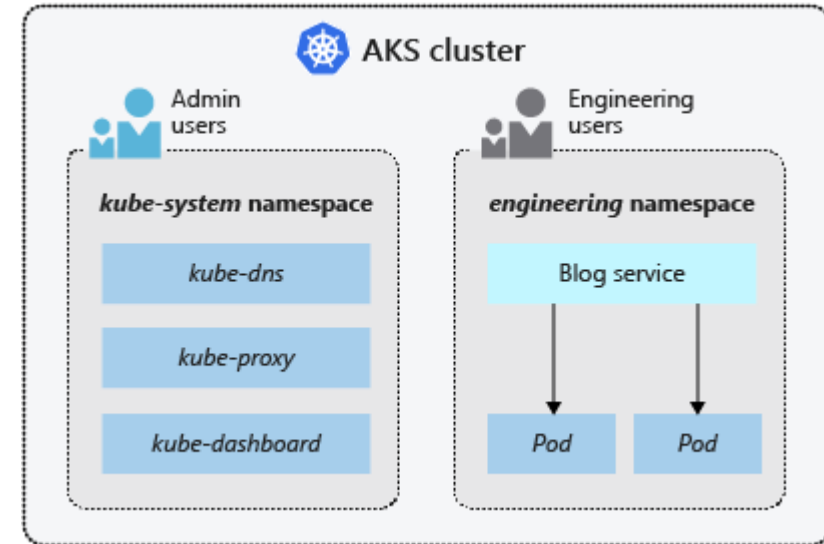 AKS cluster
Admin
users
Engineering
users
kube-system namespace
kube-dns
kube-proxy
kube-dashboard
engineering namespace
Blog service
Pod
Pod